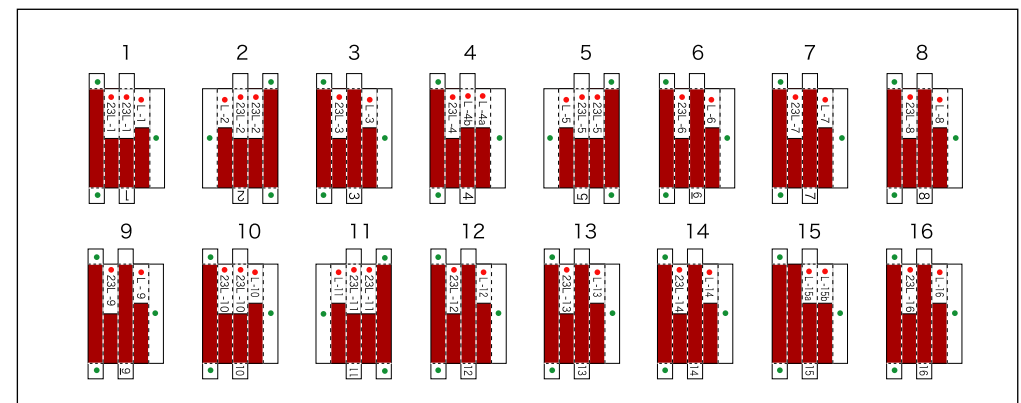 1 2 3 4 5 6 7 8
23L-1 23L-1 L-1
L-2 23L-2 23L-2
23L-3 L-3
23L-4 L-4b L-4a
L-5 23L-5 23L-5
23L-6 L-6
23L-7 L-7
23L-8 L-8
1 2 3 4 5 6 7 8
9 10 11 12 13 14 15 16
23L-9 L-9
23L-10 23L-10 L-10
L-11 23L-11 23L-11
23L-12 L-12
23L-13 L-13
23L-14 L-14
L-15a L-15b
23L-16 L-16
9 10 11 12 13 14 15 16